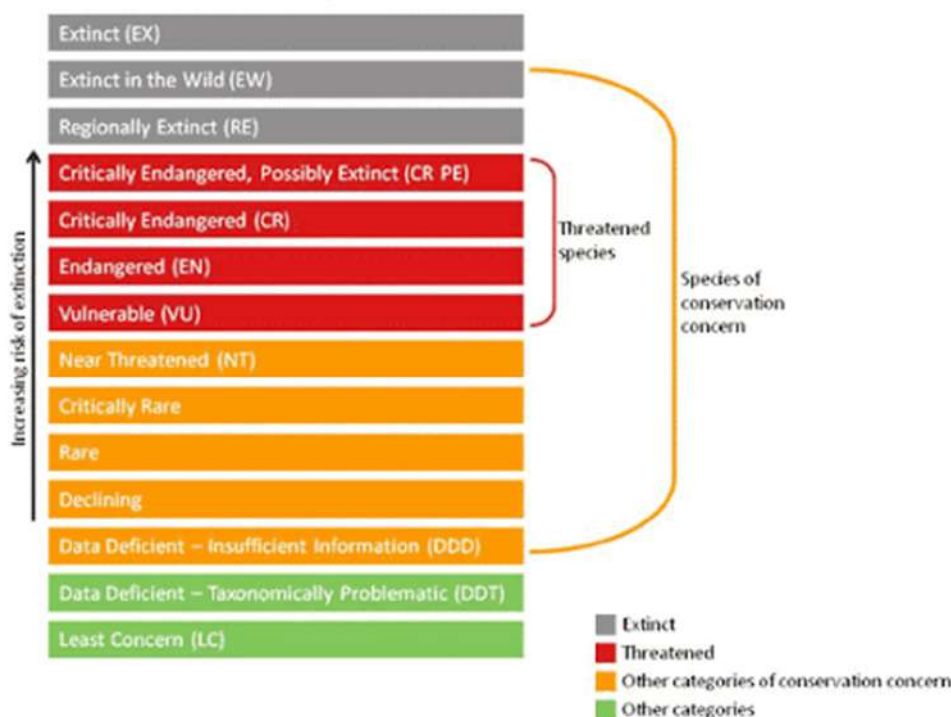 Extinct (EX)
Extinct in the Wild (EW)
Regionally Extinct (RE)
Critically Endangered, Possibly Extinct (CR PE)
Critically Endangered (CR)
Endangered (EN)
Vulnerable (VU)
Near Threatened (NT)
Critically Rare
Rare
Declining
Data Deficient – Insufficient Information (DDD)
Data Deficient – Taxonomically Problematic (DDT)
Least Concern (LC)
Increasing risk of extinction
Threatened
species
Species of
conservation
concern
Extinct
Threatened
Other categories of conservation concern
Other categories